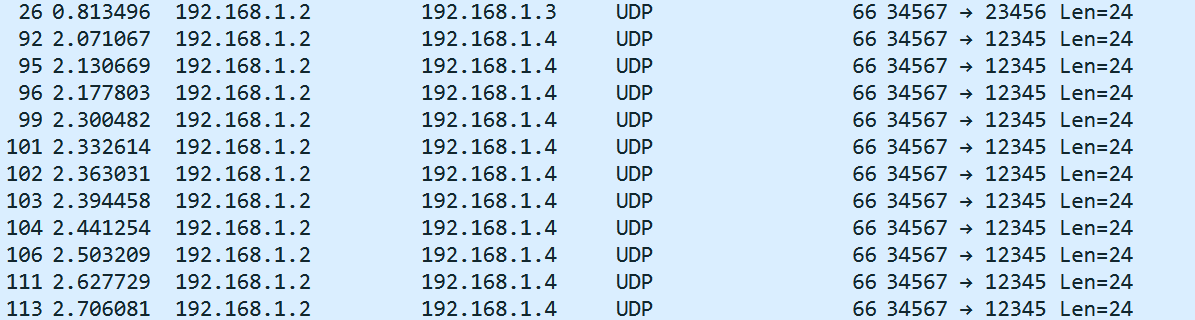 26 0.813496 192.168.1.2 192.168.1.3 UDP 66 34567 → 23456 Len=24
92 2.071067 192.168.1.2 192.168.1.4 UDP 66 34567 → 12345 Len=24
95 2.130669 192.168.1.2 192.168.1.4 UDP 66 34567 → 12345 Len=24
96 2.177803 192.168.1.2 192.168.1.4 UDP 66 34567 → 12345 Len=24
99 2.300482 192.168.1.2 192.168.1.4 UDP 66 34567 → 12345 Len=24
101 2.332614 192.168.1.2 192.168.1.4 UDP 66 34567 → 12345 Len=24
102 2.363031 192.168.1.2 192.168.1.4 UDP 66 34567 → 12345 Len=24
103 2.394458 192.168.1.2 192.168.1.4 UDP 66 34567 → 12345 Len=24
104 2.441254 192.168.1.2 192.168.1.4 UDP 66 34567 → 12345 Len=24
106 2.503209 192.168.1.2 192.168.1.4 UDP 66 34567 → 12345 Len=24
111 2.627729 192.168.1.2 192.168.1.4 UDP 66 34567 → 12345 Len=24
113 2.706081 192.168.1.2 192.168.1.4 UDP 66 34567 → 12345 Len=24